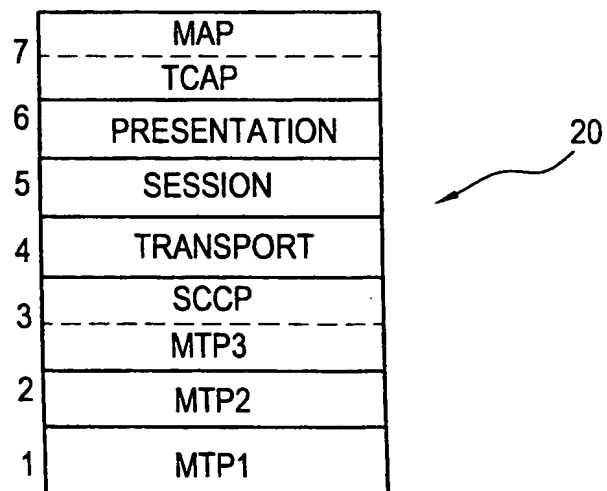 7 MAP
TCAP
6 PRESENTATION
20
5 SESSION
4 TRANSPORT
3 SCCP
MTP3
2 MTP2
1 MTP1